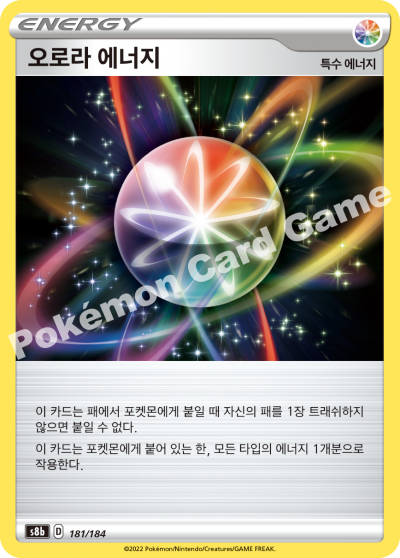 ENERGY
오로라 에너지
특수 에너지
Pokémon Card Game
이 카드는 패에서 포켓몬에게 붙일 때 자신의 패를 1장 트래쉬하지
않으면 붙일 수 없다.
이 카드는 포켓몬에게 붙어 있는 한, 모든 타입의 에너지 1개분으로
작용한다.
s8b D 181/184
©2022 Pokémon/Nintendo/Creatures/GAME FREAK.